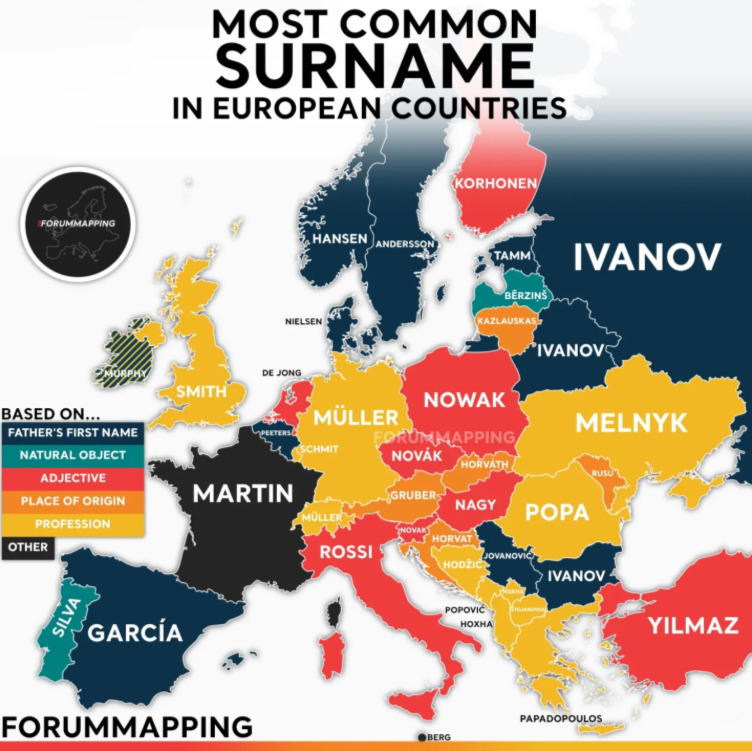 MOST COMMON
SURNAME
IN EUROPEAN COUNTRIES
FORUMMAPPING
KORHONEN
HANSEN
ANDERSSON
TAMM
IVANOV
BĒRZIŅŠ
NIELSEN
KAZLAUSKAS
IVANOV
MURPHY
SMITH
DE JONG
MÜLLER
NOWAK
MELNYK
FORUMMAPPING
PEETERS
SCHMIT
NOVÁK
HORVÁTH
RUSU
BASED ON...
FATHER'S FIRST NAME
NATURAL OBJECT
ADJECTIVE
PLACE OF ORIGIN
PROFESSION
OTHER
MARTIN
MÜLLER
GRUBER
NAGY
POPA
ROSSI
NOVAK
HORVAT
HODŽIĆ
JOVANOVIĆ
IVANOV
SILVA
GARCÍA
POPOVIĆ
HOXHA
YILMAZ
PAPADOPOULOS
BERG
FORUMMAPPING